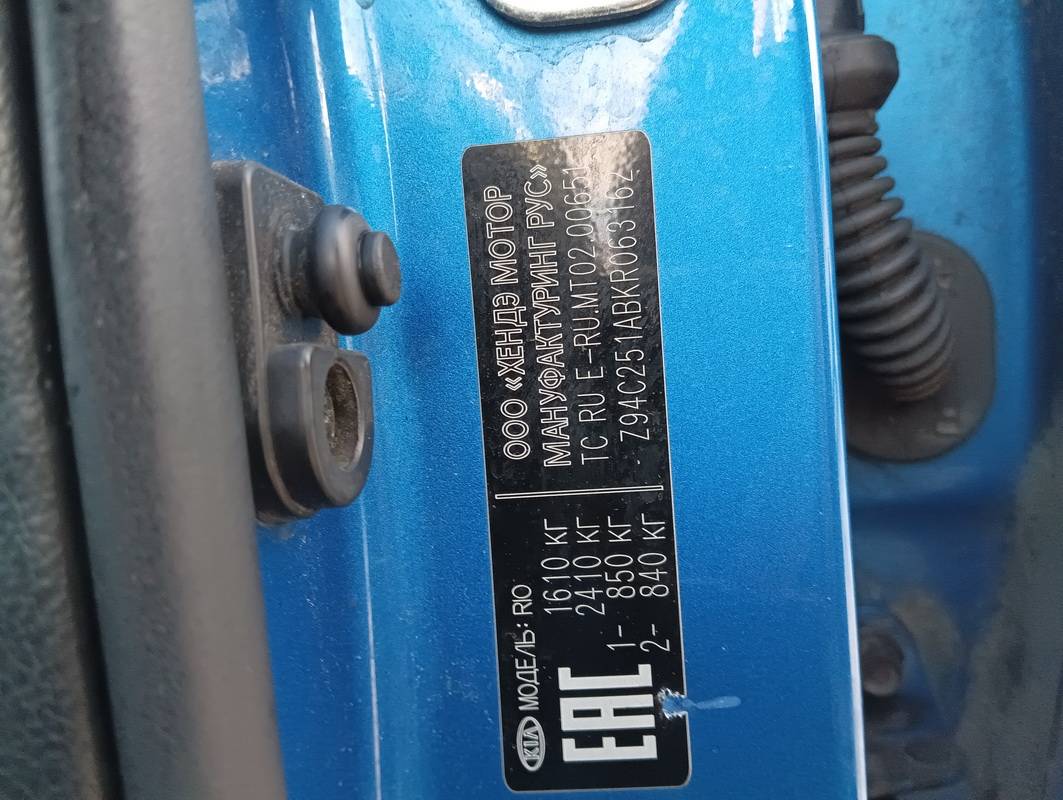 KIA МОДЕЛЬ: RIO
1610 КГ
2410 КГ
1- 850 КГ
2- 840 КГ
ЕАС
ООО «ХЕНДЭ МОТОР
МАНУФАКТУРИНГ РУС»
ТС RU Е-RU.МТ02.00651
Z94C251ABKR063162